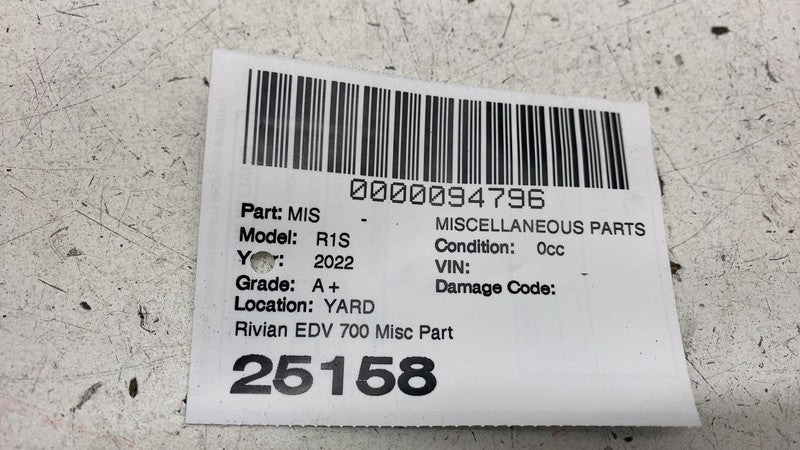 0000094796
Part: MIS - MISCELLANEOUS PARTS
Model: R1S Condition: 0cc
Year: 2022 VIN:
Grade: A+ Damage Code:
Location: YARD
Rivian EDV 700 Misc Part
25158